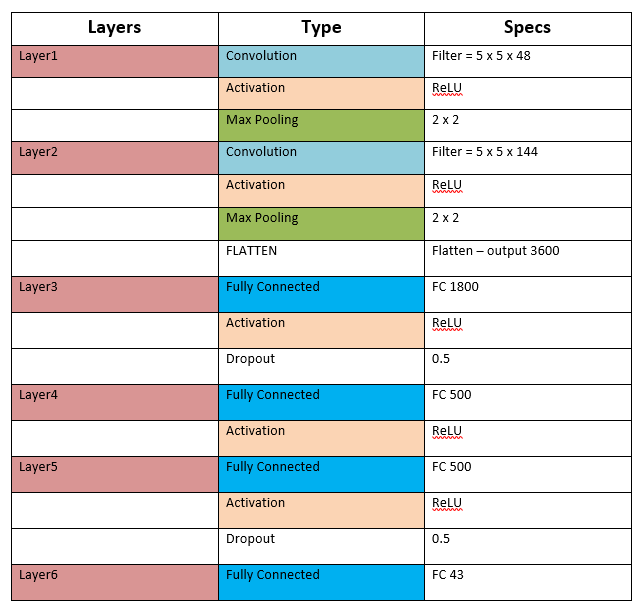 Layers Type Specs
Layer1 Convolution Filter = 5 x 5 x 48
Activation ReLU
Max Pooling 2 x 2
Layer2 Convolution Filter = 5 x 5 x 144
Activation ReLU
Max Pooling 2 x 2
FLATTEN Flatten – output 3600
Layer3 Fully Connected FC 1800
Activation ReLU
Dropout 0.5
Layer4 Fully Connected FC 500
Activation ReLU
Layer5 Fully Connected FC 500
Activation ReLU
Dropout 0.5
Layer6 Fully Connected FC 43